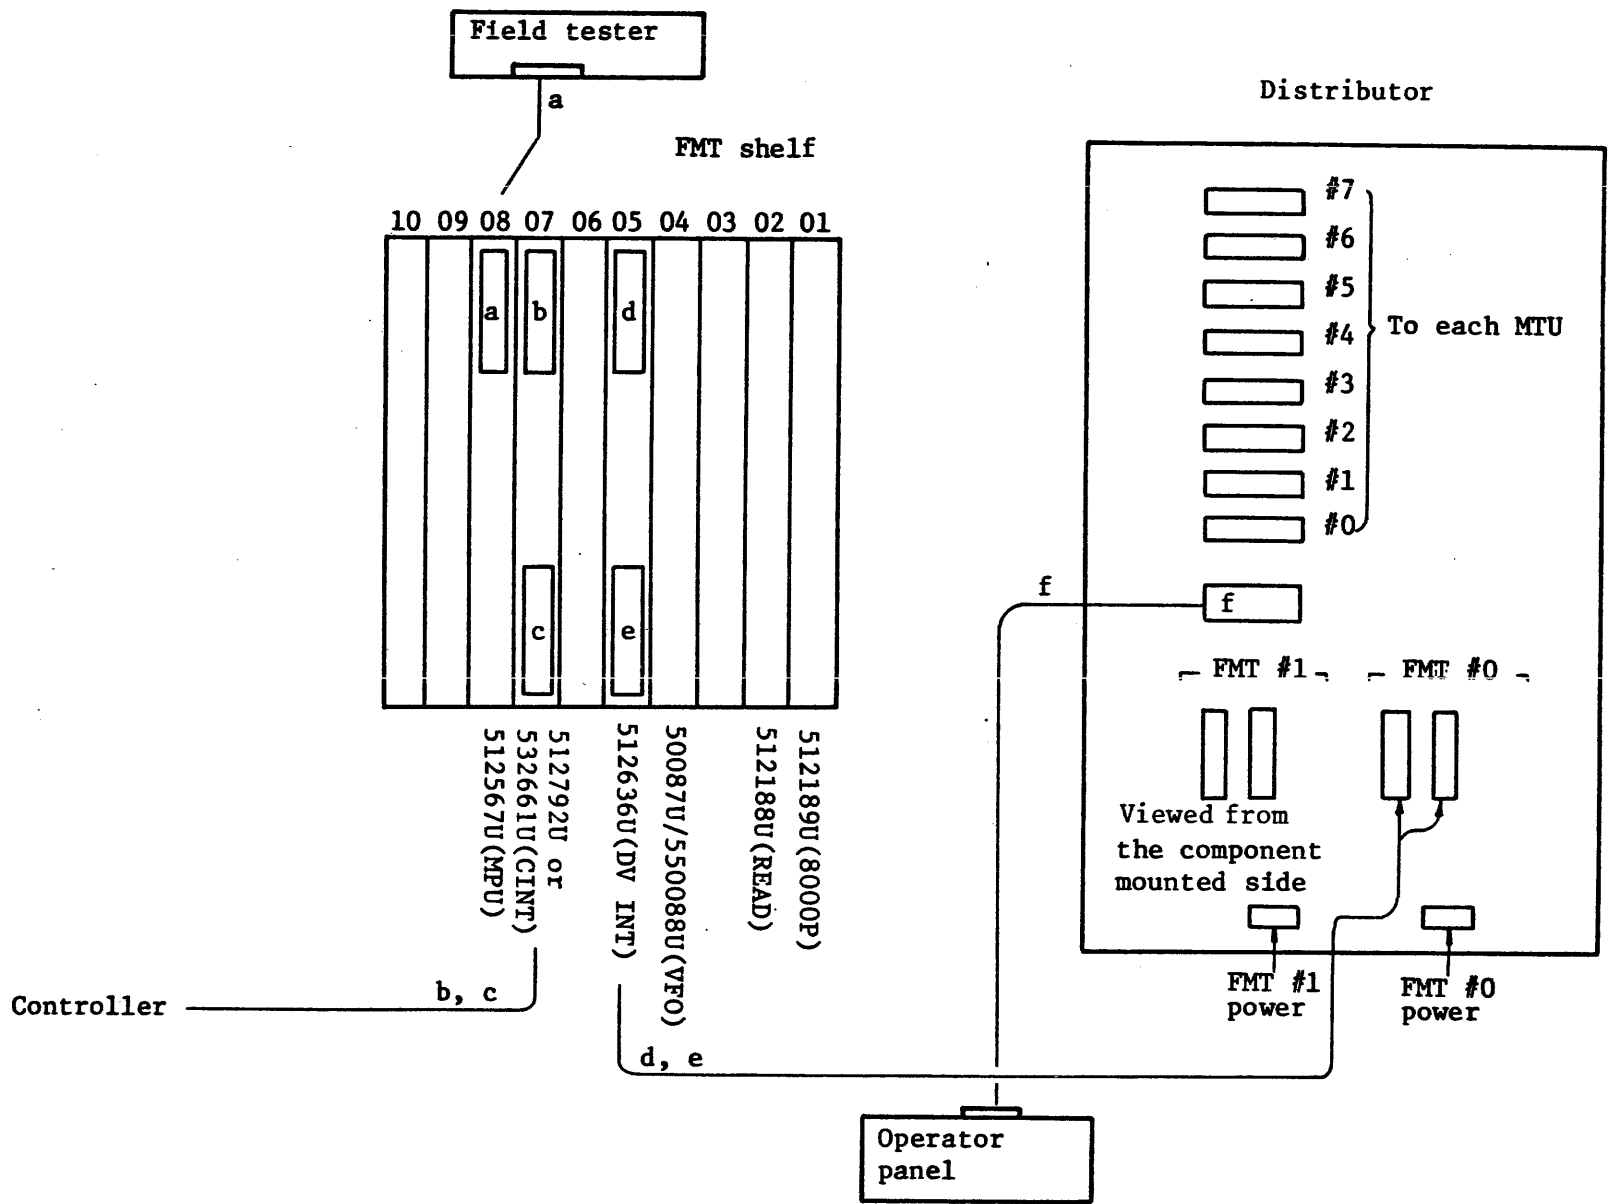 Field tester
a
FMT shelf
10 09 08 07 06 05 04 03 02 01
a
b
d
c
e
512567U(MPU)
532661U(CINT)
512792U or
512636U(DV INT)
50087U/550088U(VFO)
512188U(READ)
512189U(8000P)
Controller
b, c
d, e
Operator
panel
Distributor
#7
#6
#5
#4
#3
#2
#1
#0
To each MTU
f
f
FMT #1
FMT #0
Viewed from
the component
mounted side
FMT #1
power
FMT #0
power